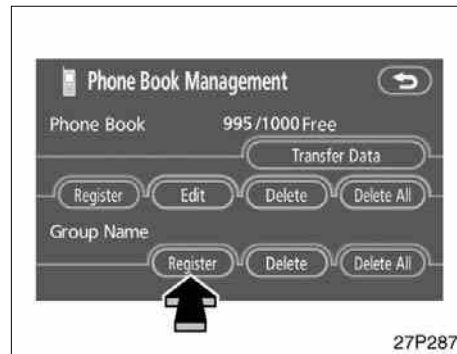 Phone Book Management
Phone Book 995/1000 Free
Transfer Data
Register Edit Delete Delete All
Group Name
Register Delete Delete All
27P287